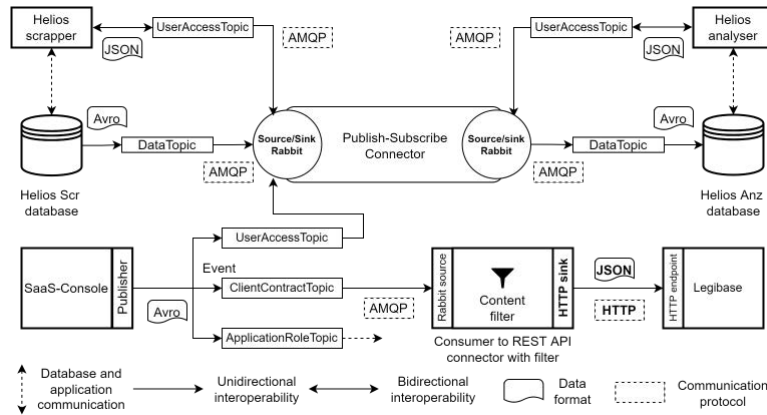 Helios
scrapper
UserAccessTopic
JSON
AMQP
AMQP
UserAccessTopic
JSON
Helios
analyser
Avro
DataTopic
AMQP
Source/Sink
Rabbit
Publish-Subscribe
Connector
Source/sink
Rabbit
AMQP
DataTopic
Avro
Helios Scr
database
Helios Anz
database
SaaS-Console
Publisher
Avro
Event
UserAccessTopic
ClientContractTopic
ApplicationRoleTopic
AMQP
Rabbit source
Content
filter
HTTP sink
Consumer to REST API
connector with filter
JSON
HTTP
HTTP endpoint
Legibase
Database and
application
communication
Unidirectional
interoperability
Bidirectional
interoperability
Data
format
Communication
protocol